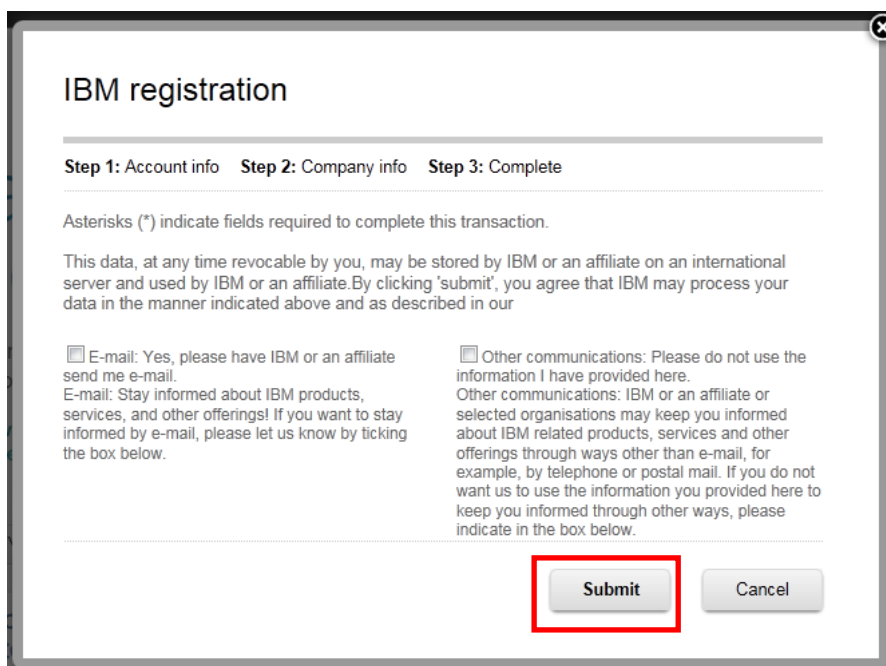 IBM registration
Step 1: Account info Step 2: Company info Step 3: Complete
Asterisks (*) indicate fields required to complete this transaction.
This data, at any time revocable by you, may be stored by IBM or an affiliate on an international
server and used by IBM or an affiliate.By clicking 'submit', you agree that IBM may process your
data in the manner indicated above and as described in our
E-mail: Yes, please have IBM or an affiliate
send me e-mail.
E-mail: Stay informed about IBM products,
services, and other offerings! If you want to stay
informed by e-mail, please let us know by ticking
the box below.
Other communications: Please do not use the
information I have provided here.
Other communications: IBM or an affiliate or
selected organisations may keep you informed
about IBM related products, services and other
offerings through ways other than e-mail, for
example, by telephone or postal mail. If you do not
want us to use the information you provided here to
keep you informed through other ways, please
indicate in the box below.
Submit Cancel